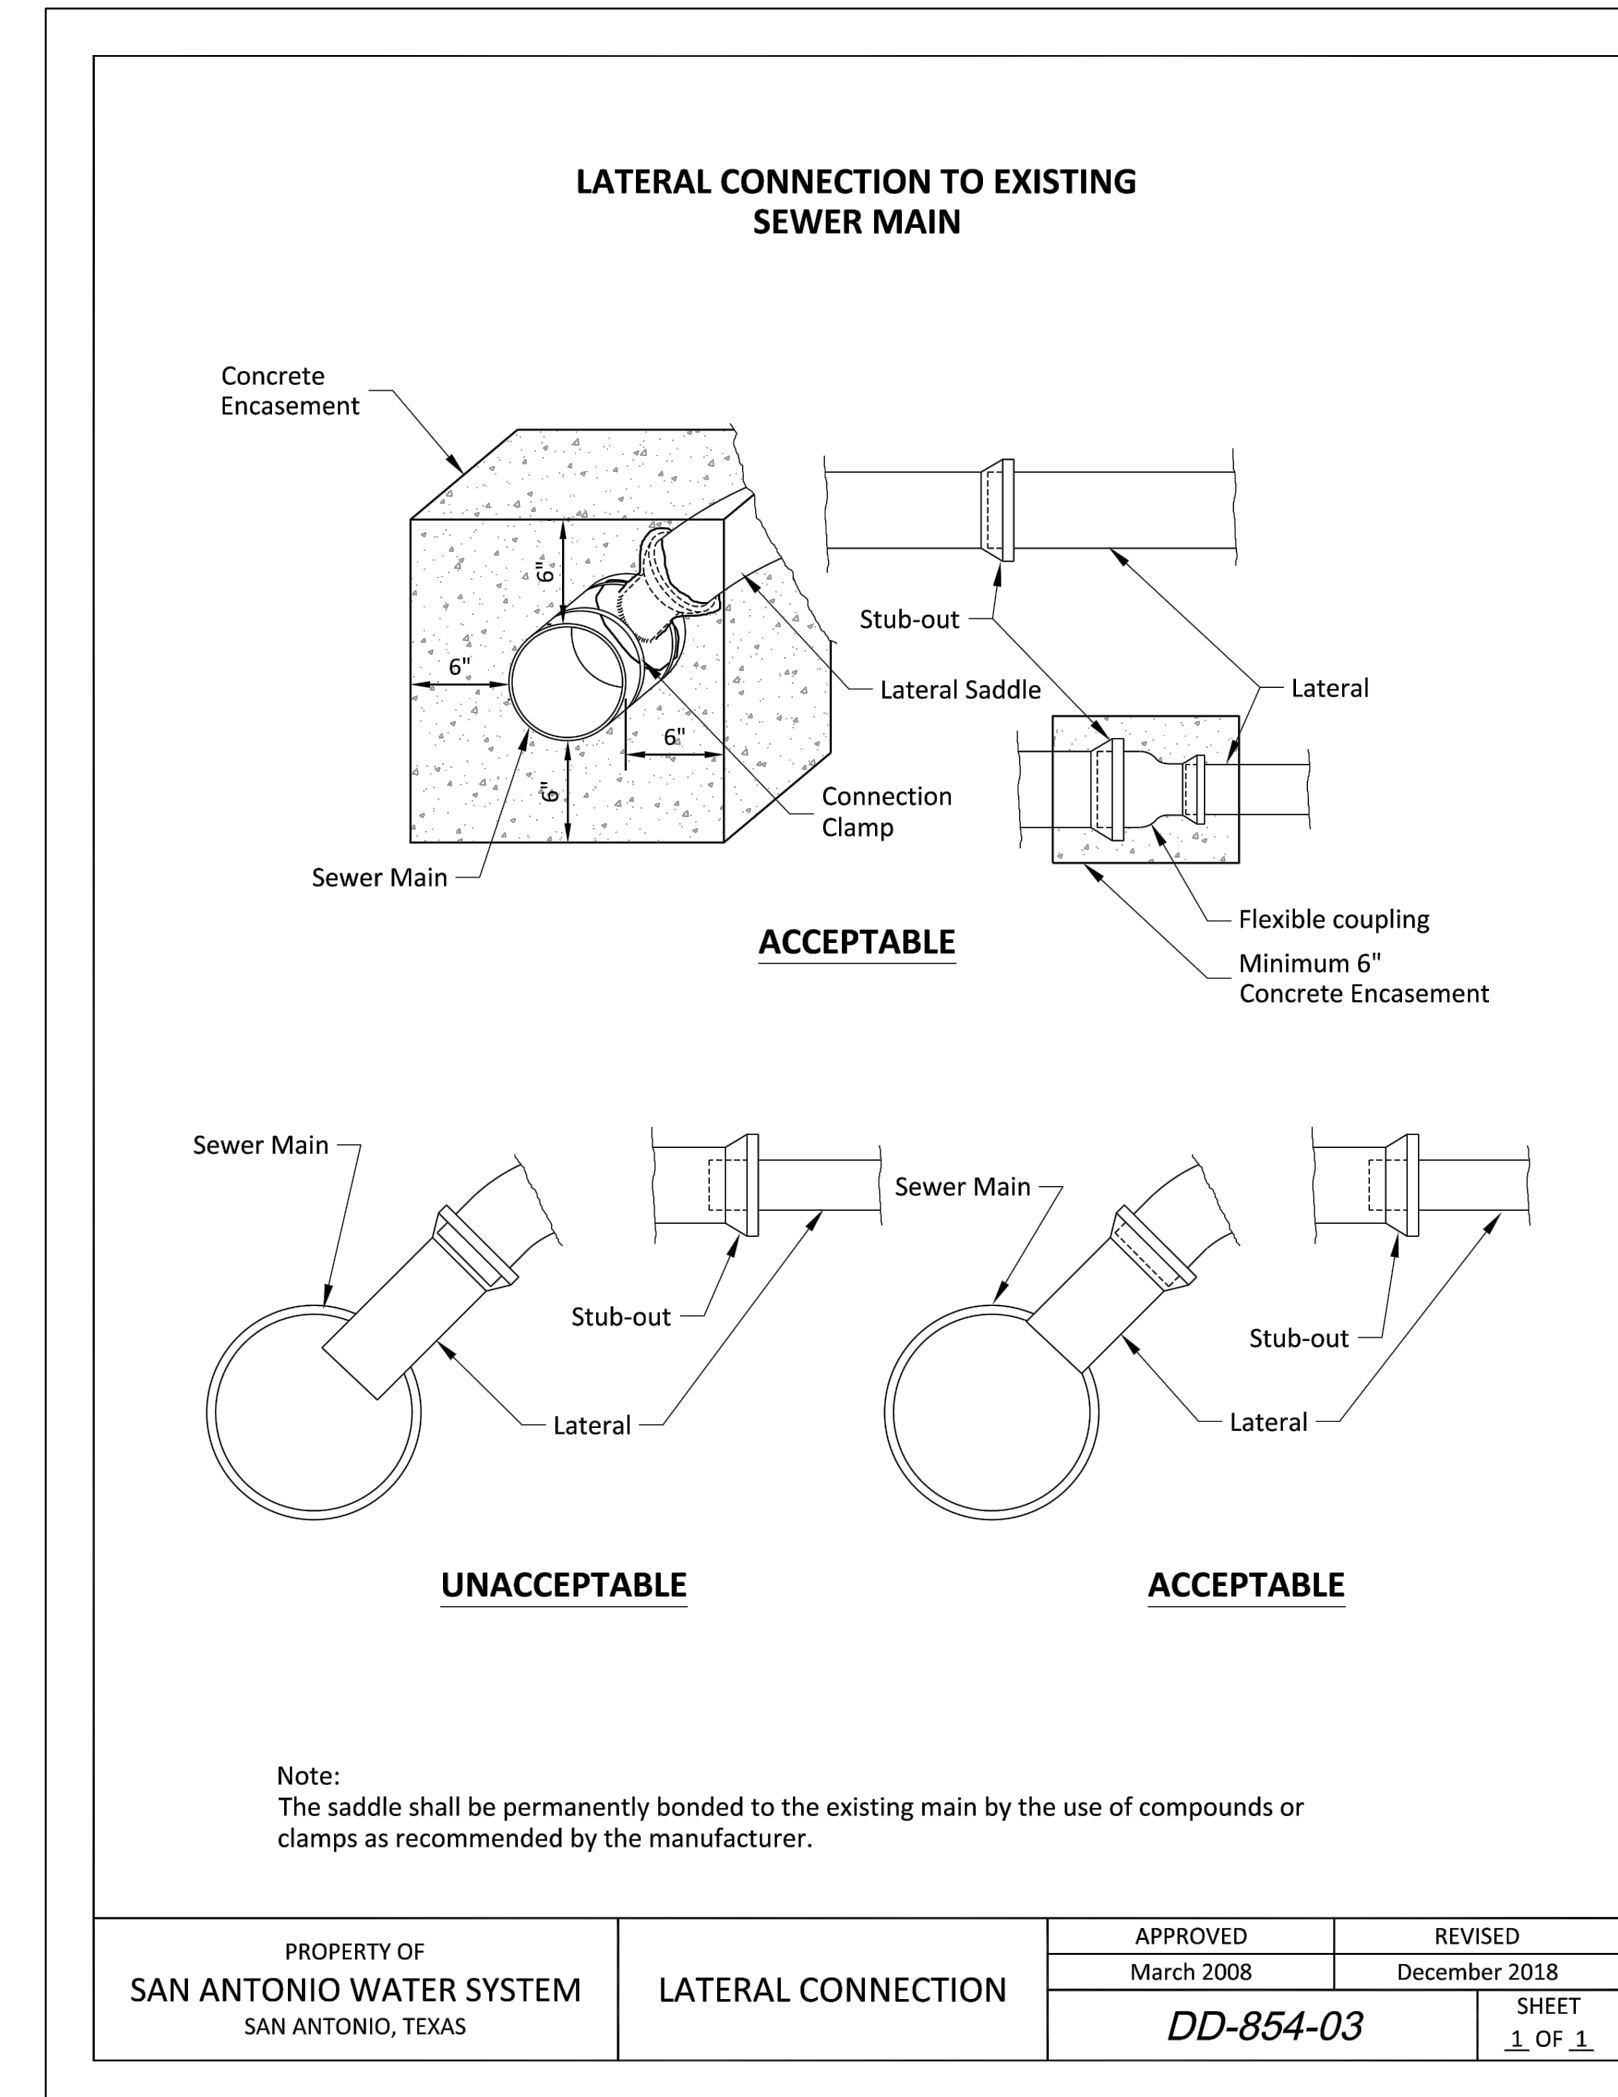 LATERAL CONNECTION TO EXISTING
SEWER MAIN
Concrete
Encasement
6"
6"
6"
6"
Stub-out
Lateral Saddle
Lateral
Connection
Clamp
Sewer Main
Flexible coupling
Minimum 6"
Concrete Encasement
ACCEPTABLE
Sewer Main
Stub-out
Lateral
UNACCEPTABLE
Sewer Main
Stub-out
Lateral
ACCEPTABLE
Note:
The saddle shall be permanently bonded to the existing main by the use of compounds or
clamps as recommended by the manufacturer.
PROPERTY OF
SAN ANTONIO WATER SYSTEM
SAN ANTONIO, TEXAS
LATERAL CONNECTION
APPROVED
March 2008
REVISED
December 2018
DD-854-03
SHEET
1 OF 1